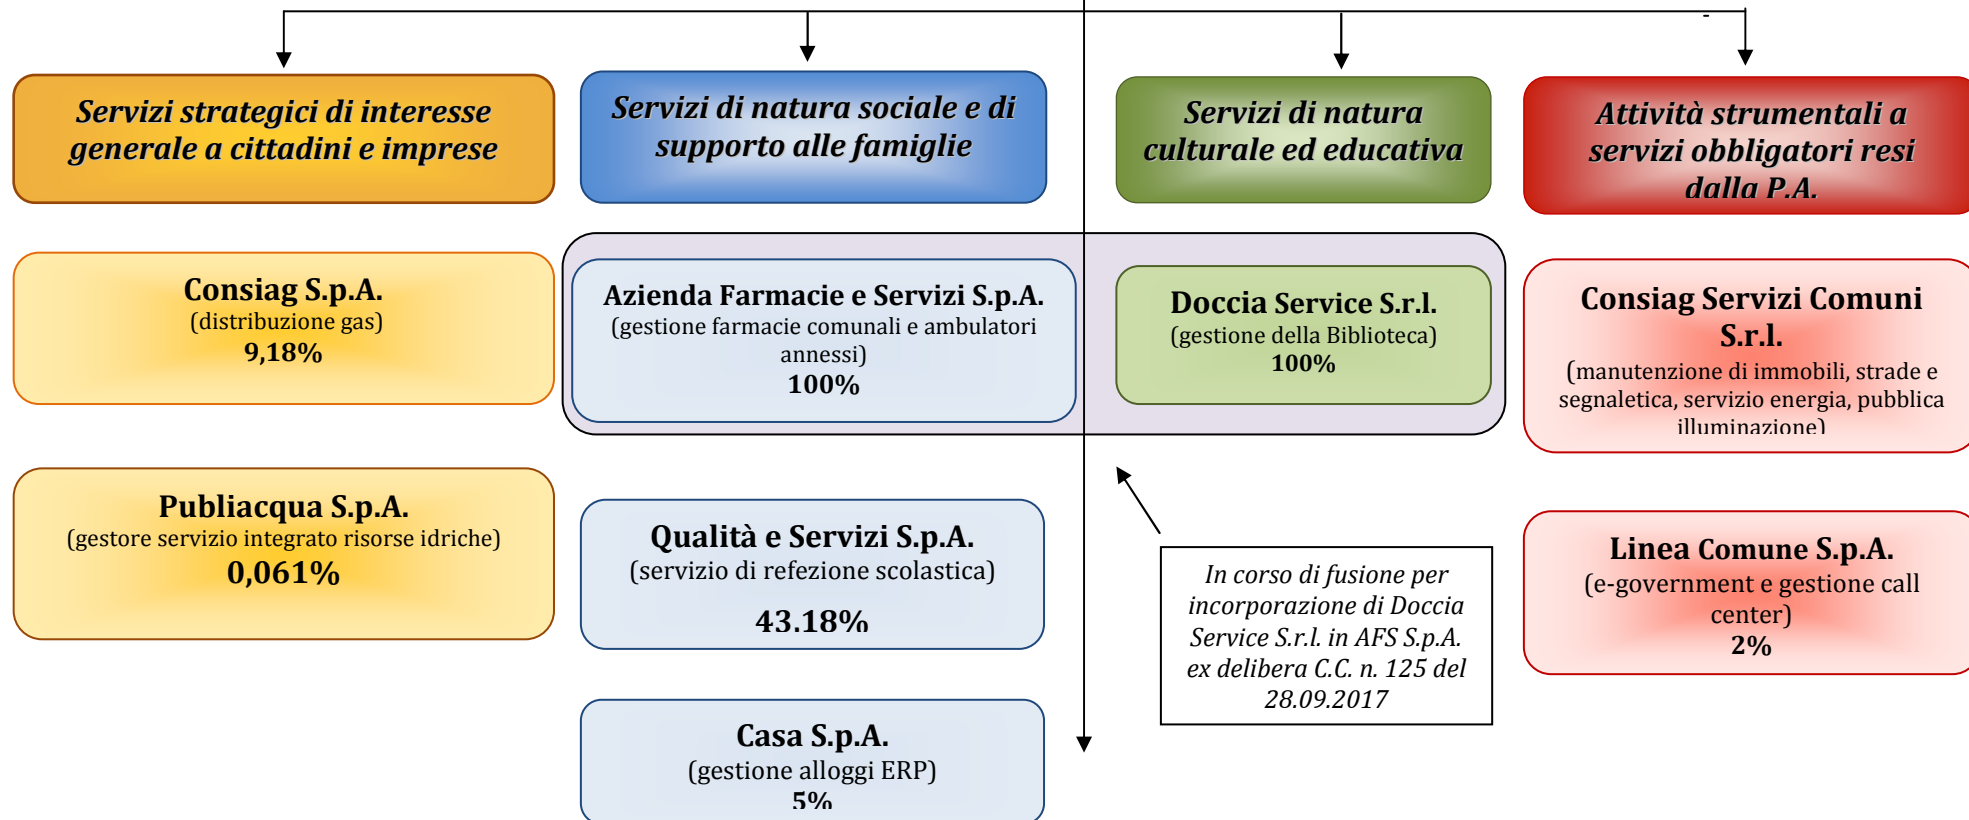 Servizi strategici di interesse
generale a cittadini e imprese
Servizi di natura sociale e di
supporto alle famiglie
Servizi di natura
culturale ed educativa
Attività strumentali a
servizi obbligatori resi
dalla P.A.
Consiag S.p.A.
(distribuzione gas)
9,18%
Azienda Farmacie e Servizi S.p.A.
(gestione farmacie comunali e ambulatori
annessi)
100%
Doccia Service S.r.l.
(gestione della Biblioteca)
100%
Consiag Servizi Comuni
S.r.l.
(manutenzione di immobili, strade e
segnaletica, servizio energia, pubblica
illuminazione)
Publiacqua S.p.A.
(gestore servizio integrato risorse idriche)
0,061%
Qualità e Servizi S.p.A.
(servizio di refezione scolastica)
43.18%
In corso di fusione per
incorporazione di Doccia
Service S.r.l. in AFS S.p.A.
ex delibera C.C. n. 125 del
28.09.2017
Linea Comune S.p.A.
(e-government e gestione call
center)
2%
Casa S.p.A.
(gestione alloggi ERP)
5%